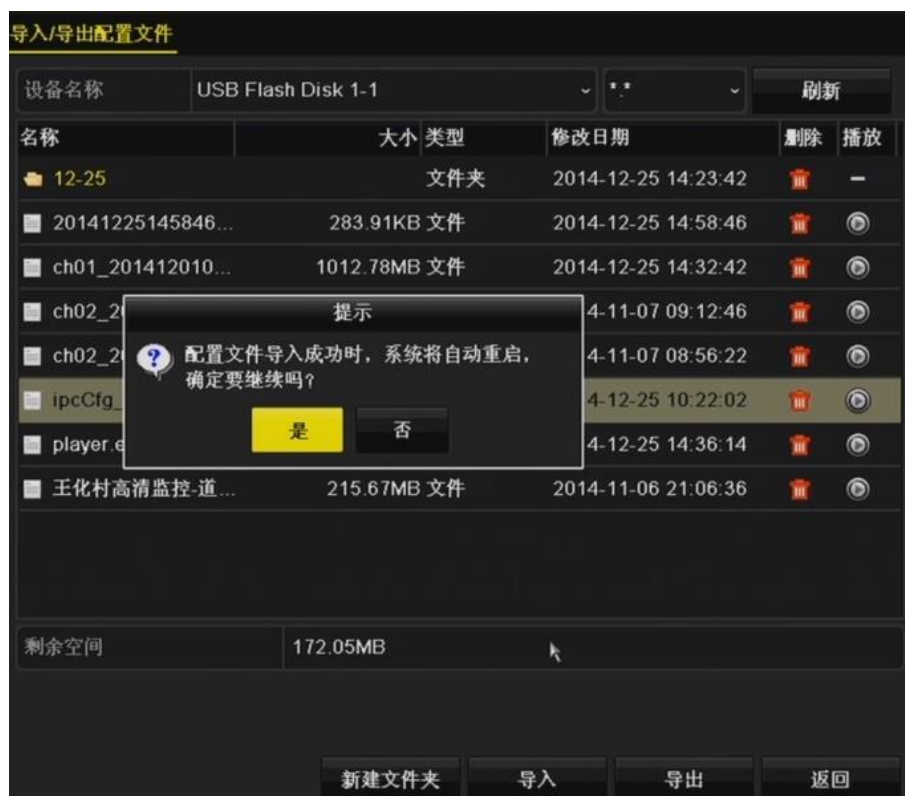 导入/导出配置文件
设备名称 USB Flash Disk 1-1 *.* 刷新
名称 大小 类型 修改日期 删除 播放
12-25 文件夹 2014-12-25 14:23:42
20141225145846... 283.91KB 文件 2014-12-25 14:58:46
ch01_201412010... 1012.78MB 文件 2014-12-25 14:32:42
ch02_2 4-11-07 09:12:46
提示
ch02_2 4-11-07 08:56:22
配置文件导入成功时，系统将自动重启，
确定要继续吗?
ipcCfg_ 4-12-25 10:22:02
是 否
player.e 4-12-25 14:36:14
王化村高清监控-道... 215.67MB 文件 2014-11-06 21:06:36
剩余空间 172.05MB
新建文件夹 导入 导出 返回